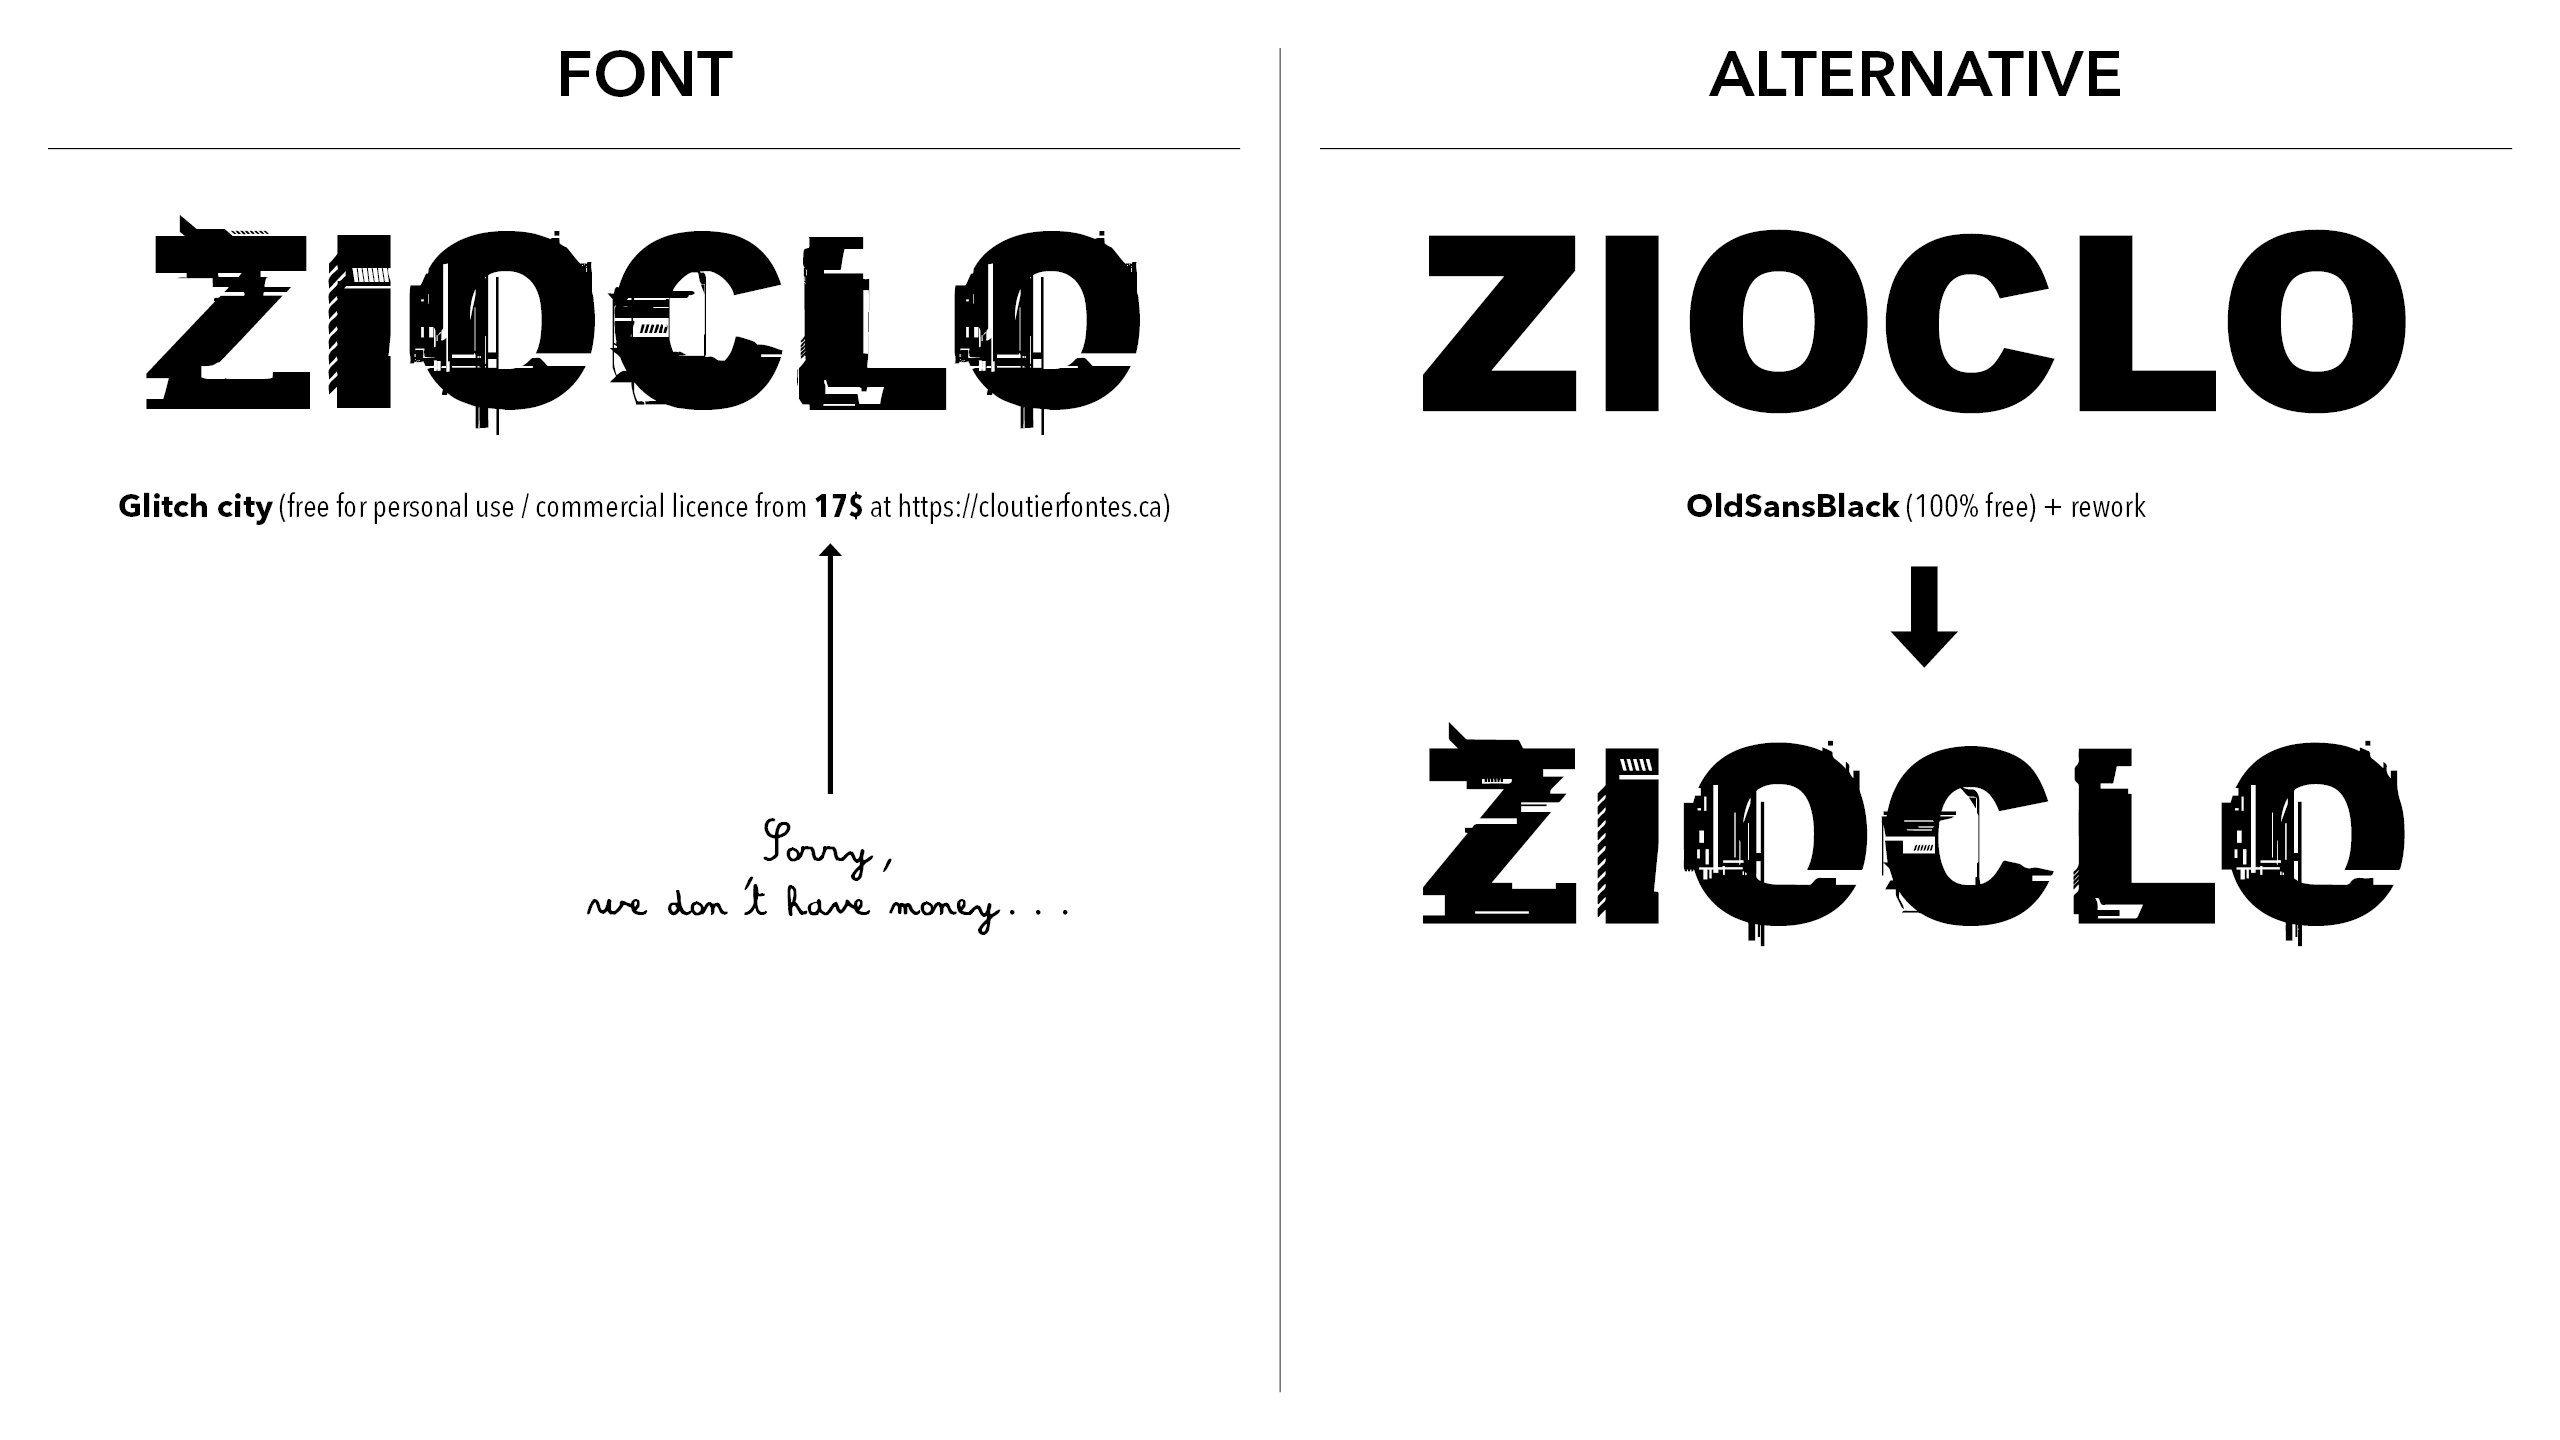 FONT
ZIOCLO
Glitch city (free for personal use / commercial licence from 17$ at https://cloutierfontes.ca)
Sorry,
we don't have money...
ALTERNATIVE
ZIOCLO
OldSansBlack (100% free) + rework
ZIOCLO